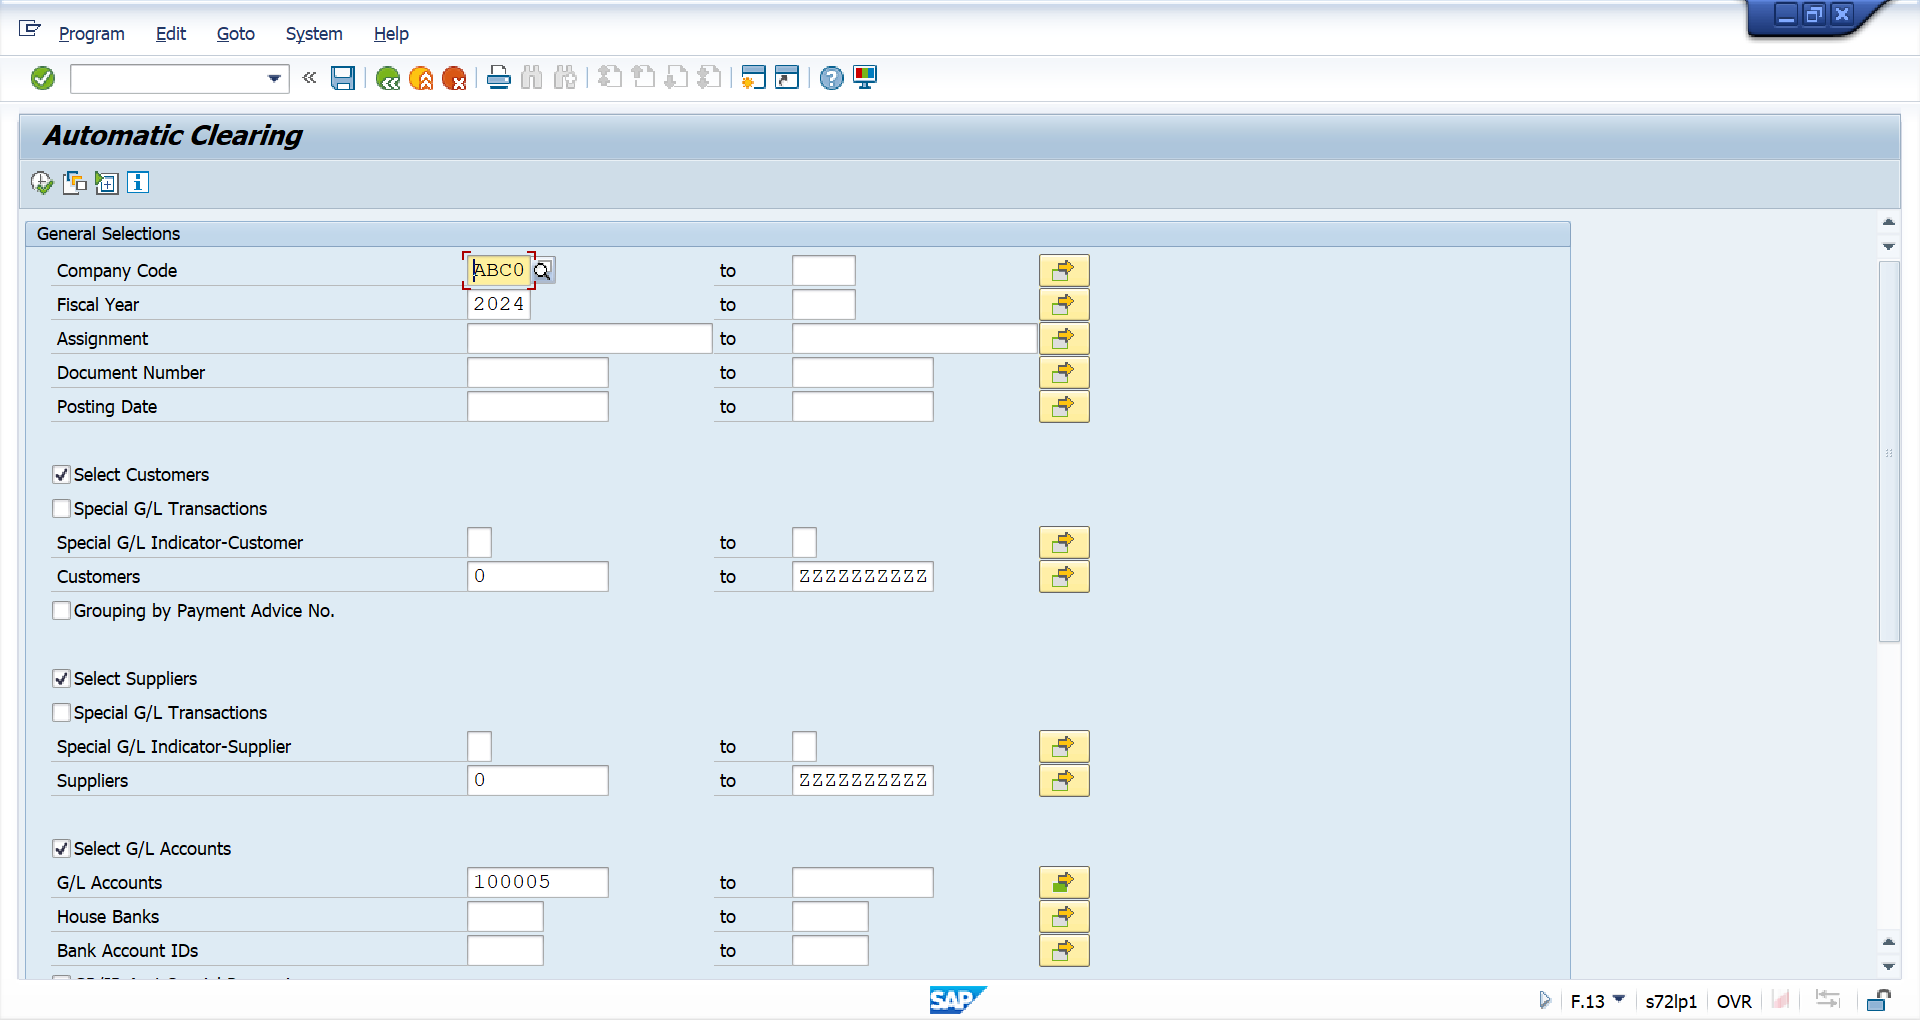 Program Edit Goto System Help
Automatic Clearing
General Selections
Company Code ABC0 to
Fiscal Year 2024 to
Assignment to
Document Number to
Posting Date to
Select Customers
Special G/L Transactions
Special G/L Indicator-Customer to
Customers 0 to ZZZZZZZZZZ
Grouping by Payment Advice No.
Select Suppliers
Special G/L Transactions
Special G/L Indicator-Supplier to
Suppliers 0 to ZZZZZZZZZZ
Select G/L Accounts
G/L Accounts 100005 to
House Banks to
Bank Account IDs to
SAP F.13 s72lp1 OVR